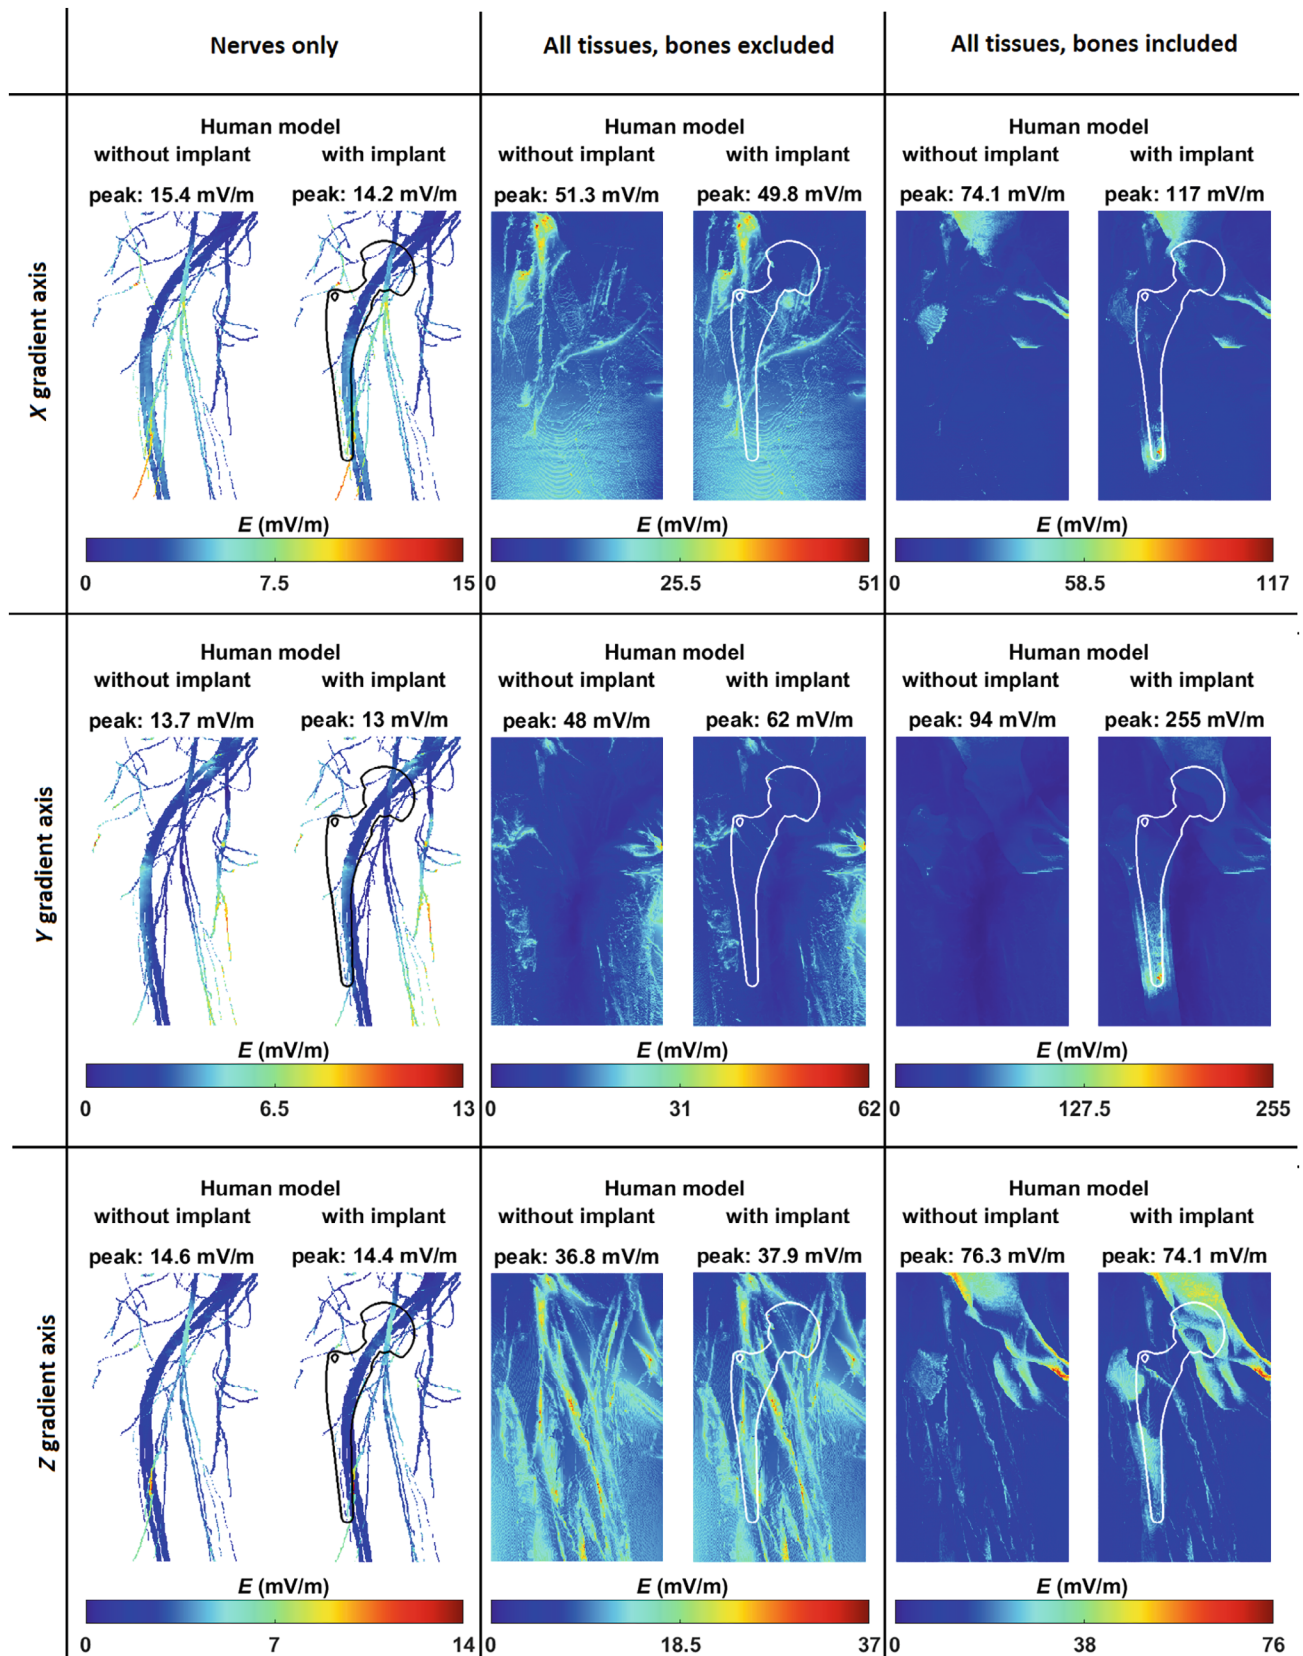 Nerves only
All tissues, bones excluded
All tissues, bones included
X gradient axis
Human model
without implant with implant
peak: 15.4 mV/m peak: 14.2 mV/m
E (mV/m)
0 7.5 15
Human model
without implant with implant
peak: 51.3 mV/m peak: 49.8 mV/m
E (mV/m)
0 25.5 51
Human model
without implant with implant
peak: 74.1 mV/m peak: 117 mV/m
E (mV/m)
0 58.5 117
Y gradient axis
Human model
without implant with implant
peak: 13.7 mV/m peak: 13 mV/m
E (mV/m)
0 6.5 13
Human model
without implant with implant
peak: 48 mV/m peak: 62 mV/m
E (mV/m)
0 31 62
Human model
without implant with implant
peak: 94 mV/m peak: 255 mV/m
E (mV/m)
0 127.5 255
Z gradient axis
Human model
without implant with implant
peak: 14.6 mV/m peak: 14.4 mV/m
E (mV/m)
0 7 14
Human model
without implant with implant
peak: 36.8 mV/m peak: 37.9 mV/m
E (mV/m)
0 18.5 37
Human model
without implant with implant
peak: 76.3 mV/m peak: 74.1 mV/m
E (mV/m)
0 38 76